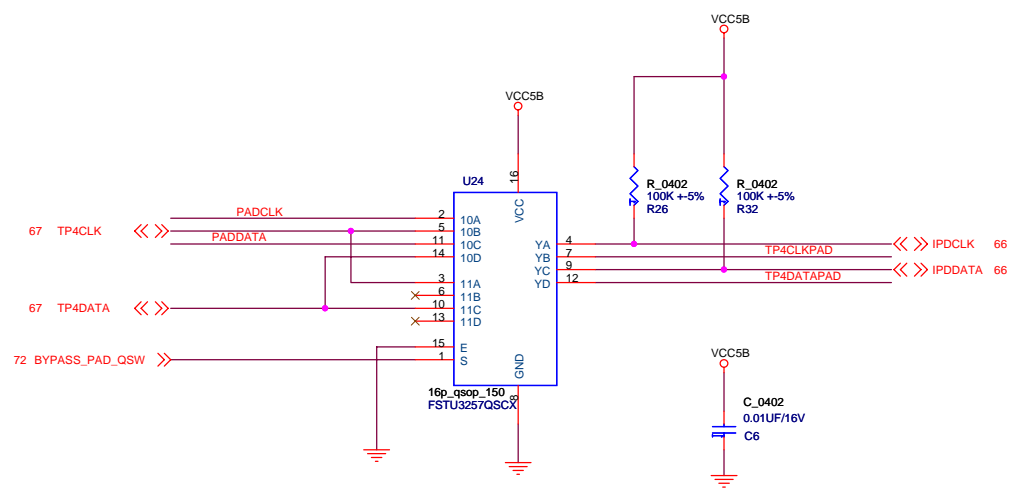 VCC5B
VCC5B
U24
16
VCC
R_0402
100K +-5%
R26
R_0402
100K +-5%
R32
PADCLK
2
10A
67 TP4CLK
5
10B
PADDATA
11
10C
YA
4
IPDCLK 66
14
10D
YB
7
TP4CLKPAD
YC
9
IPDDATA 66
3
11A
YD
12
TP4DATAPAD
6
11B
67 TP4DATA
10
11C
13
11D
15
E
72 BYPASS_PAD_QSW
1
S
GND
8
16p_qsop_150
FSTU3257QSCX
VCC5B
C_0402
0.01UF/16V
C6